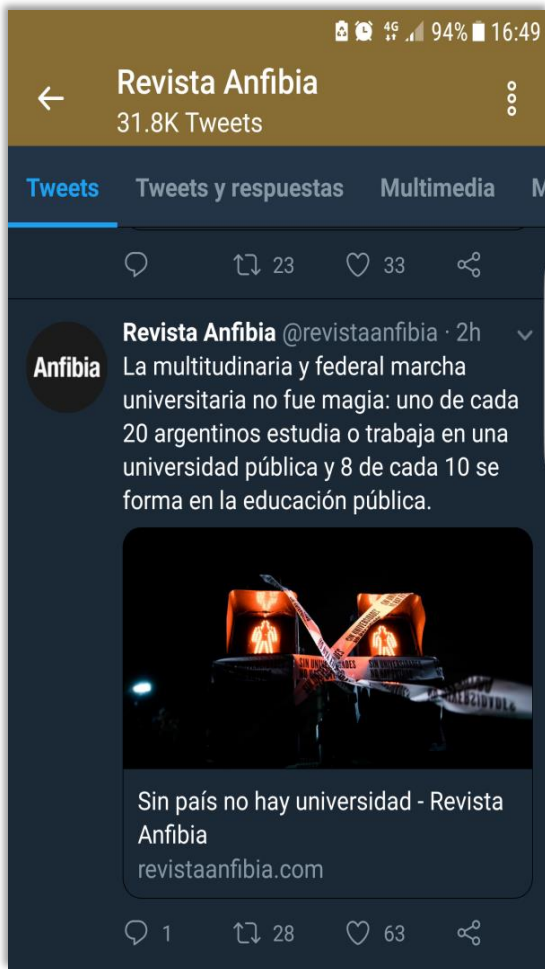 4G 94% 16:49
Revista Anfibia
31.8K Tweets
Tweets Tweets y respuestas Multimedia M
23 33
Revista Anfibia @revistaanfibia · 2h
Anfibia
La multitudinaria y federal marcha
universitaria no fue magia: uno de cada
20 argentinos estudia o trabaja en una
universidad pública y 8 de cada 10 se
forma en la educación pública.
SIN UNIVERSIDADES
Sin país no hay universidad - Revista
Anfibia
revistaanfibia.com
1 28 63